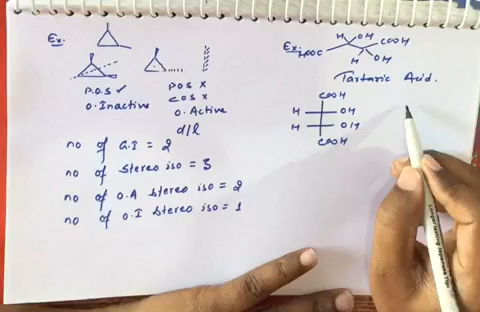 Ex.
P.O.S ✓
O.Inactive
POS x
COS x
O.Active
d/l
no of G.I = 2
no of Stereo iso = 3
no of O.A Stereo iso = 2
no of O.I Stereo iso = 1
Ex.
H OH
HOOC COOH
H OH
Tartaric Acid.
COOH
H OH
H OH
COOH